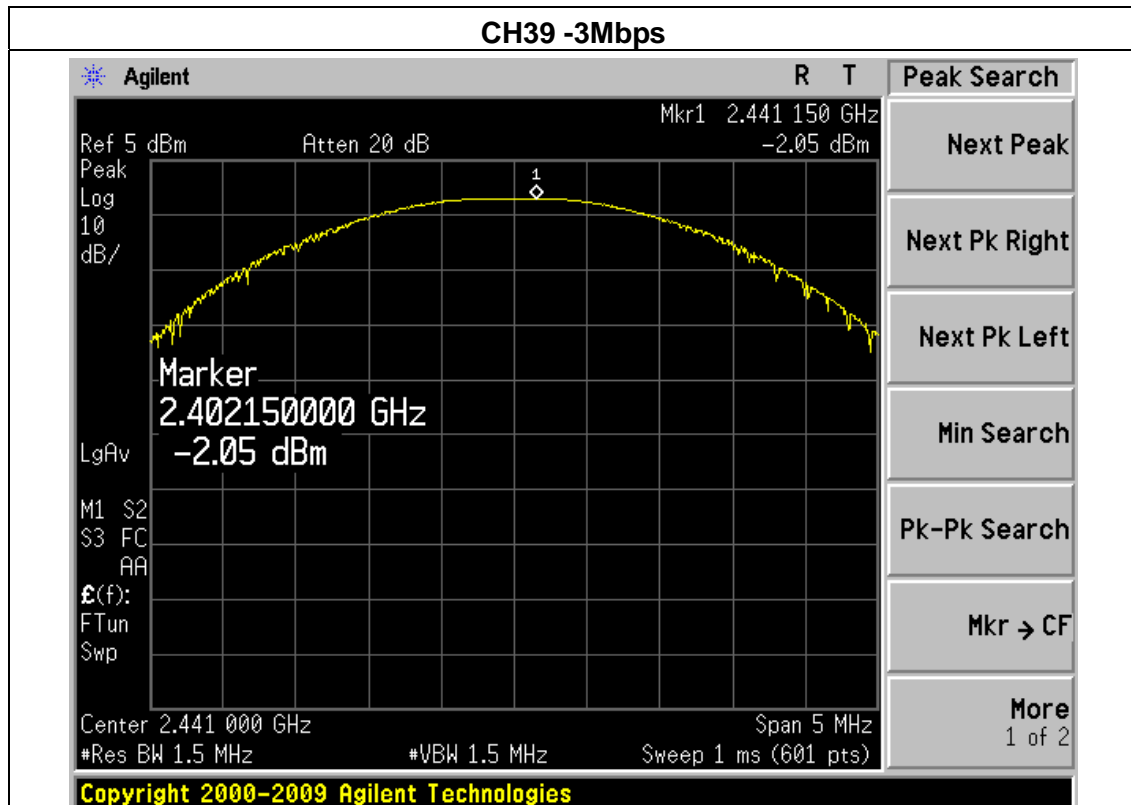 CH39 -3Mbps
Agilent R T Peak Search
Mkr1 2.441 150 GHz
Ref 5 dBm Atten 20 dB -2.05 dBm
Next Peak
Peak
1
Log
10
dB/
Next Pk Right
Next Pk Left
Marker
2.402150000 GHz
-2.05 dBm
Min Search
LgAv
M1 S2
S3 FC
AA
Pk-Pk Search
£(f):
FTun
Swp
Mkr → CF
Center 2.441 000 GHz Span 5 MHz
#Res BW 1.5 MHz #VBW 1.5 MHz Sweep 1 ms (601 pts)
More
1 of 2
Copyright 2000-2009 Agilent Technologies